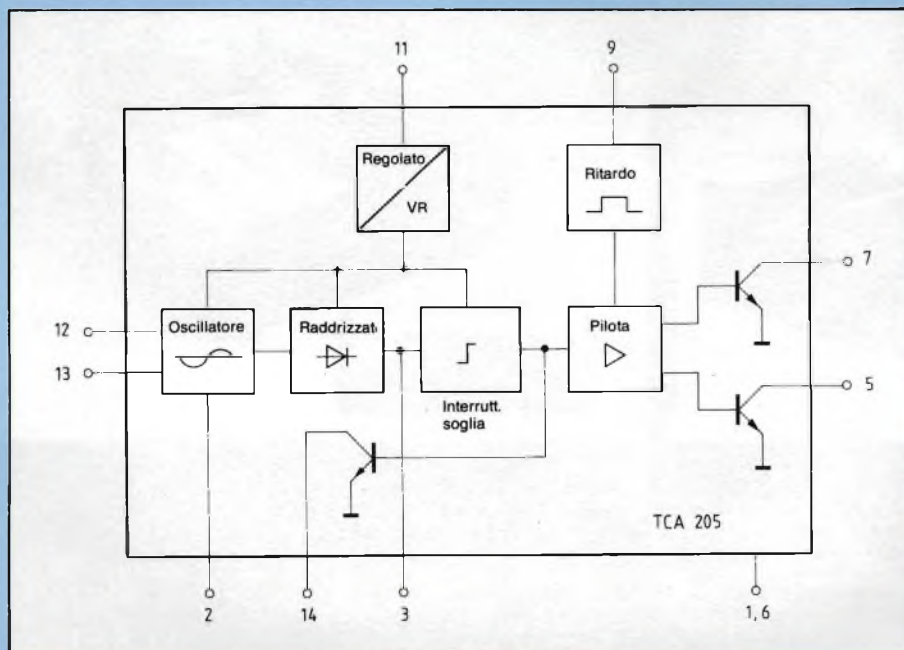 11
9
Regolato
VR
Ritardo
7
12
Oscillatore
Raddrizzat
Pilota
13
5
Interrutt.
soglia
TCA 205
2
14
3
1,6